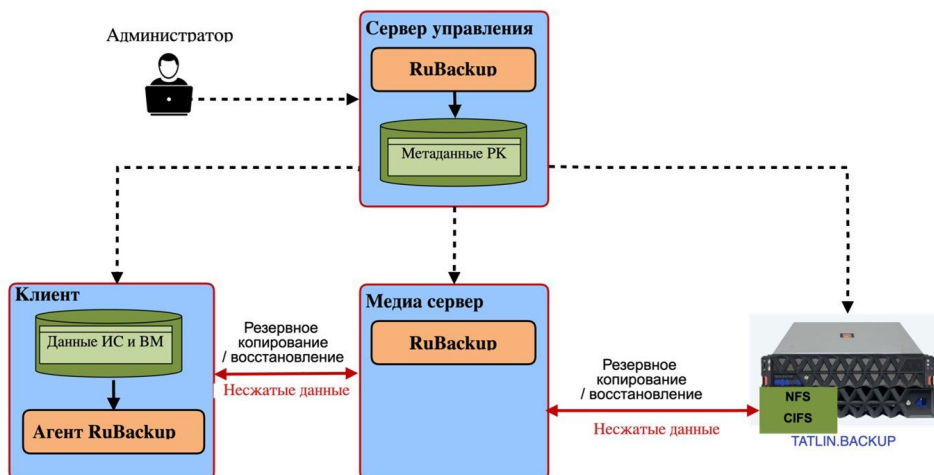 Администратор
Сервер управления
RuBackup
Метаданные РК
Клиент
Данные ИС и ВМ
Агент RuBackup
Резервное
копирование
/ восстановление
Несжатые данные
Медиа сервер
RuBackup
Резервное
копирование
/ восстановление
Несжатые данные
NFS
CIFS
TATLIN.BACKUP